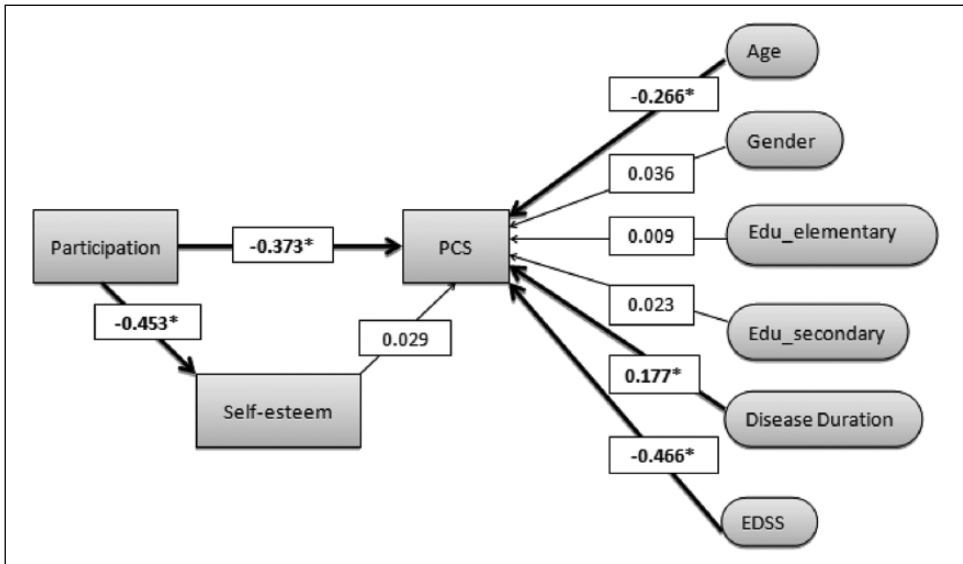 Age
-0.266*
Gender
0.036
Participation
-0.373*
PCS
0.009
Edu_elementary
-0.453*
0.029
0.023
Edu_secondary
Self-esteem
0.177*
Disease Duration
-0.466*
EDSS